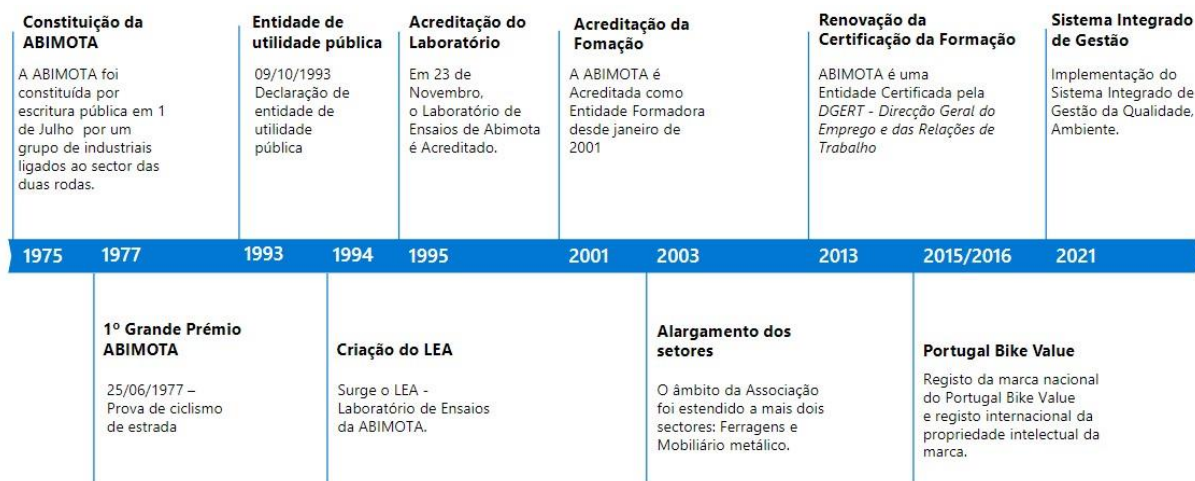 Constituição da
ABIMOTA
A ABIMOTA foi
constituída por
escritura pública em 1
de Julho  por um
grupo de industriais
ligados ao sector das
duas rodas.
Entidade de
utilidade pública
09/10/1993
Declaração de
entidade de
utilidade
pública
Acreditação do
Laboratório
Em 23 de
Novembro,
o Laboratório de
Ensaios de Abimota
é Acreditado.
Acreditação da
Fomação
A ABIMOTA é
Acreditada como
Entidade Formadora
desde janeiro de
2001
Renovação da
Certificação da Formação
ABIMOTA é uma
Entidade Certificada pela
DGERT - Direcção Geral do
Emprego e das Relações de
Trabalho
Sistema Integrado
de Gestão
Implementação do
Sistema Integrado de
Gestão da Qualidade,
Ambiente.
1975 1977 1993 1994 1995 2001 2003 2013 2015/2016 2021
1º Grande Prémio
ABIMOTA
25/06/1977 –
Prova de ciclismo
de estrada
Criação do LEA
Surge o LEA -
Laboratório de Ensaios
da ABIMOTA.
Alargamento dos
setores
O âmbito da Associação
foi estendido a mais dois
sectores: Ferragens e
Mobiliário metálico.
Portugal Bike Value
Registo da marca nacional
do Portugal Bike Value
e registo internacional da
propriedade intelectual da
marca.